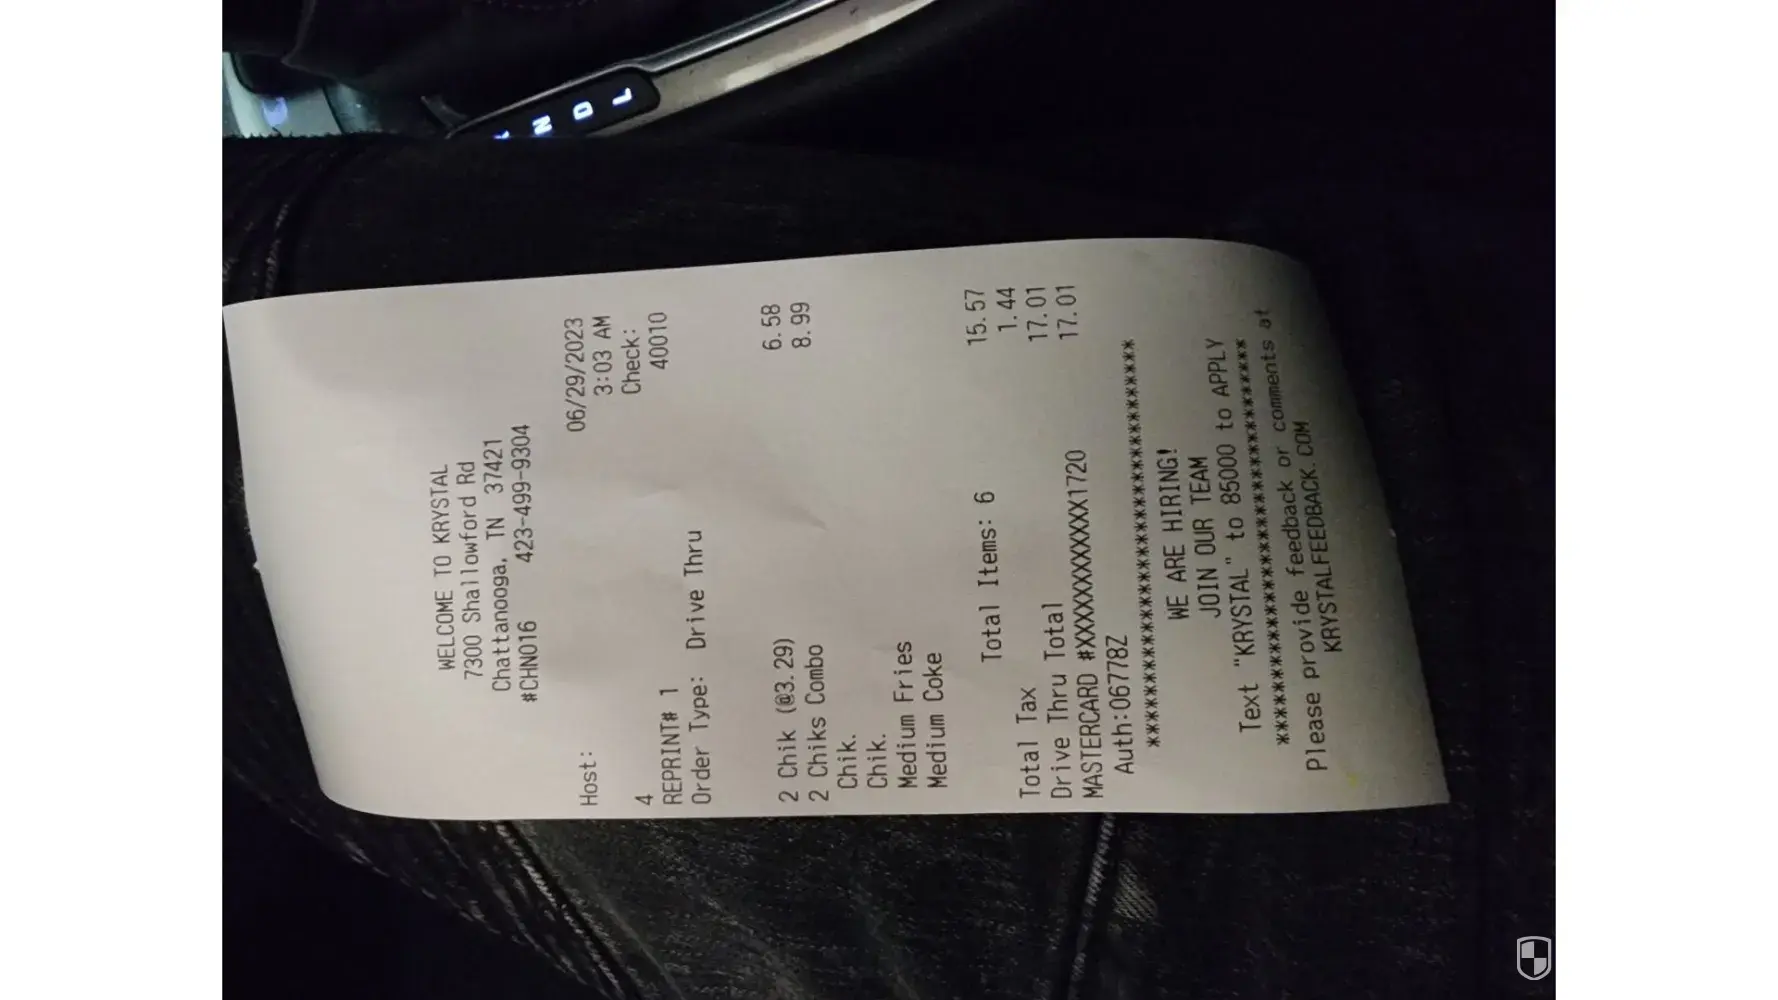 WELCOME TO KRYSTAL
7300 Shallowford Rd
Chattanooga, TN 37421
#CHN016 423-499-9304
06/29/2023
Host: 3:03 AM
Check:
4 40010
REPRINT# 1
Order Type: Drive Thru
2 Chik (@3.29) 6.58
2 Chiks Combo 8.99
Chik.
Chik.
Medium Fries
Medium Coke
Total Items: 6
15.57
Total Tax 1.44
Drive Thru Total 17.01
MASTERCARD #XXXXXXXXXXXX1720 17.01
Auth:06778Z
****************************************
WE ARE HIRING!
JOIN OUR TEAM
Text "KRYSTAL" to 85000 to APPLY
****************************************
Please provide feedback or comments at
KRYSTALFEEDBACK.COM
N
D
L